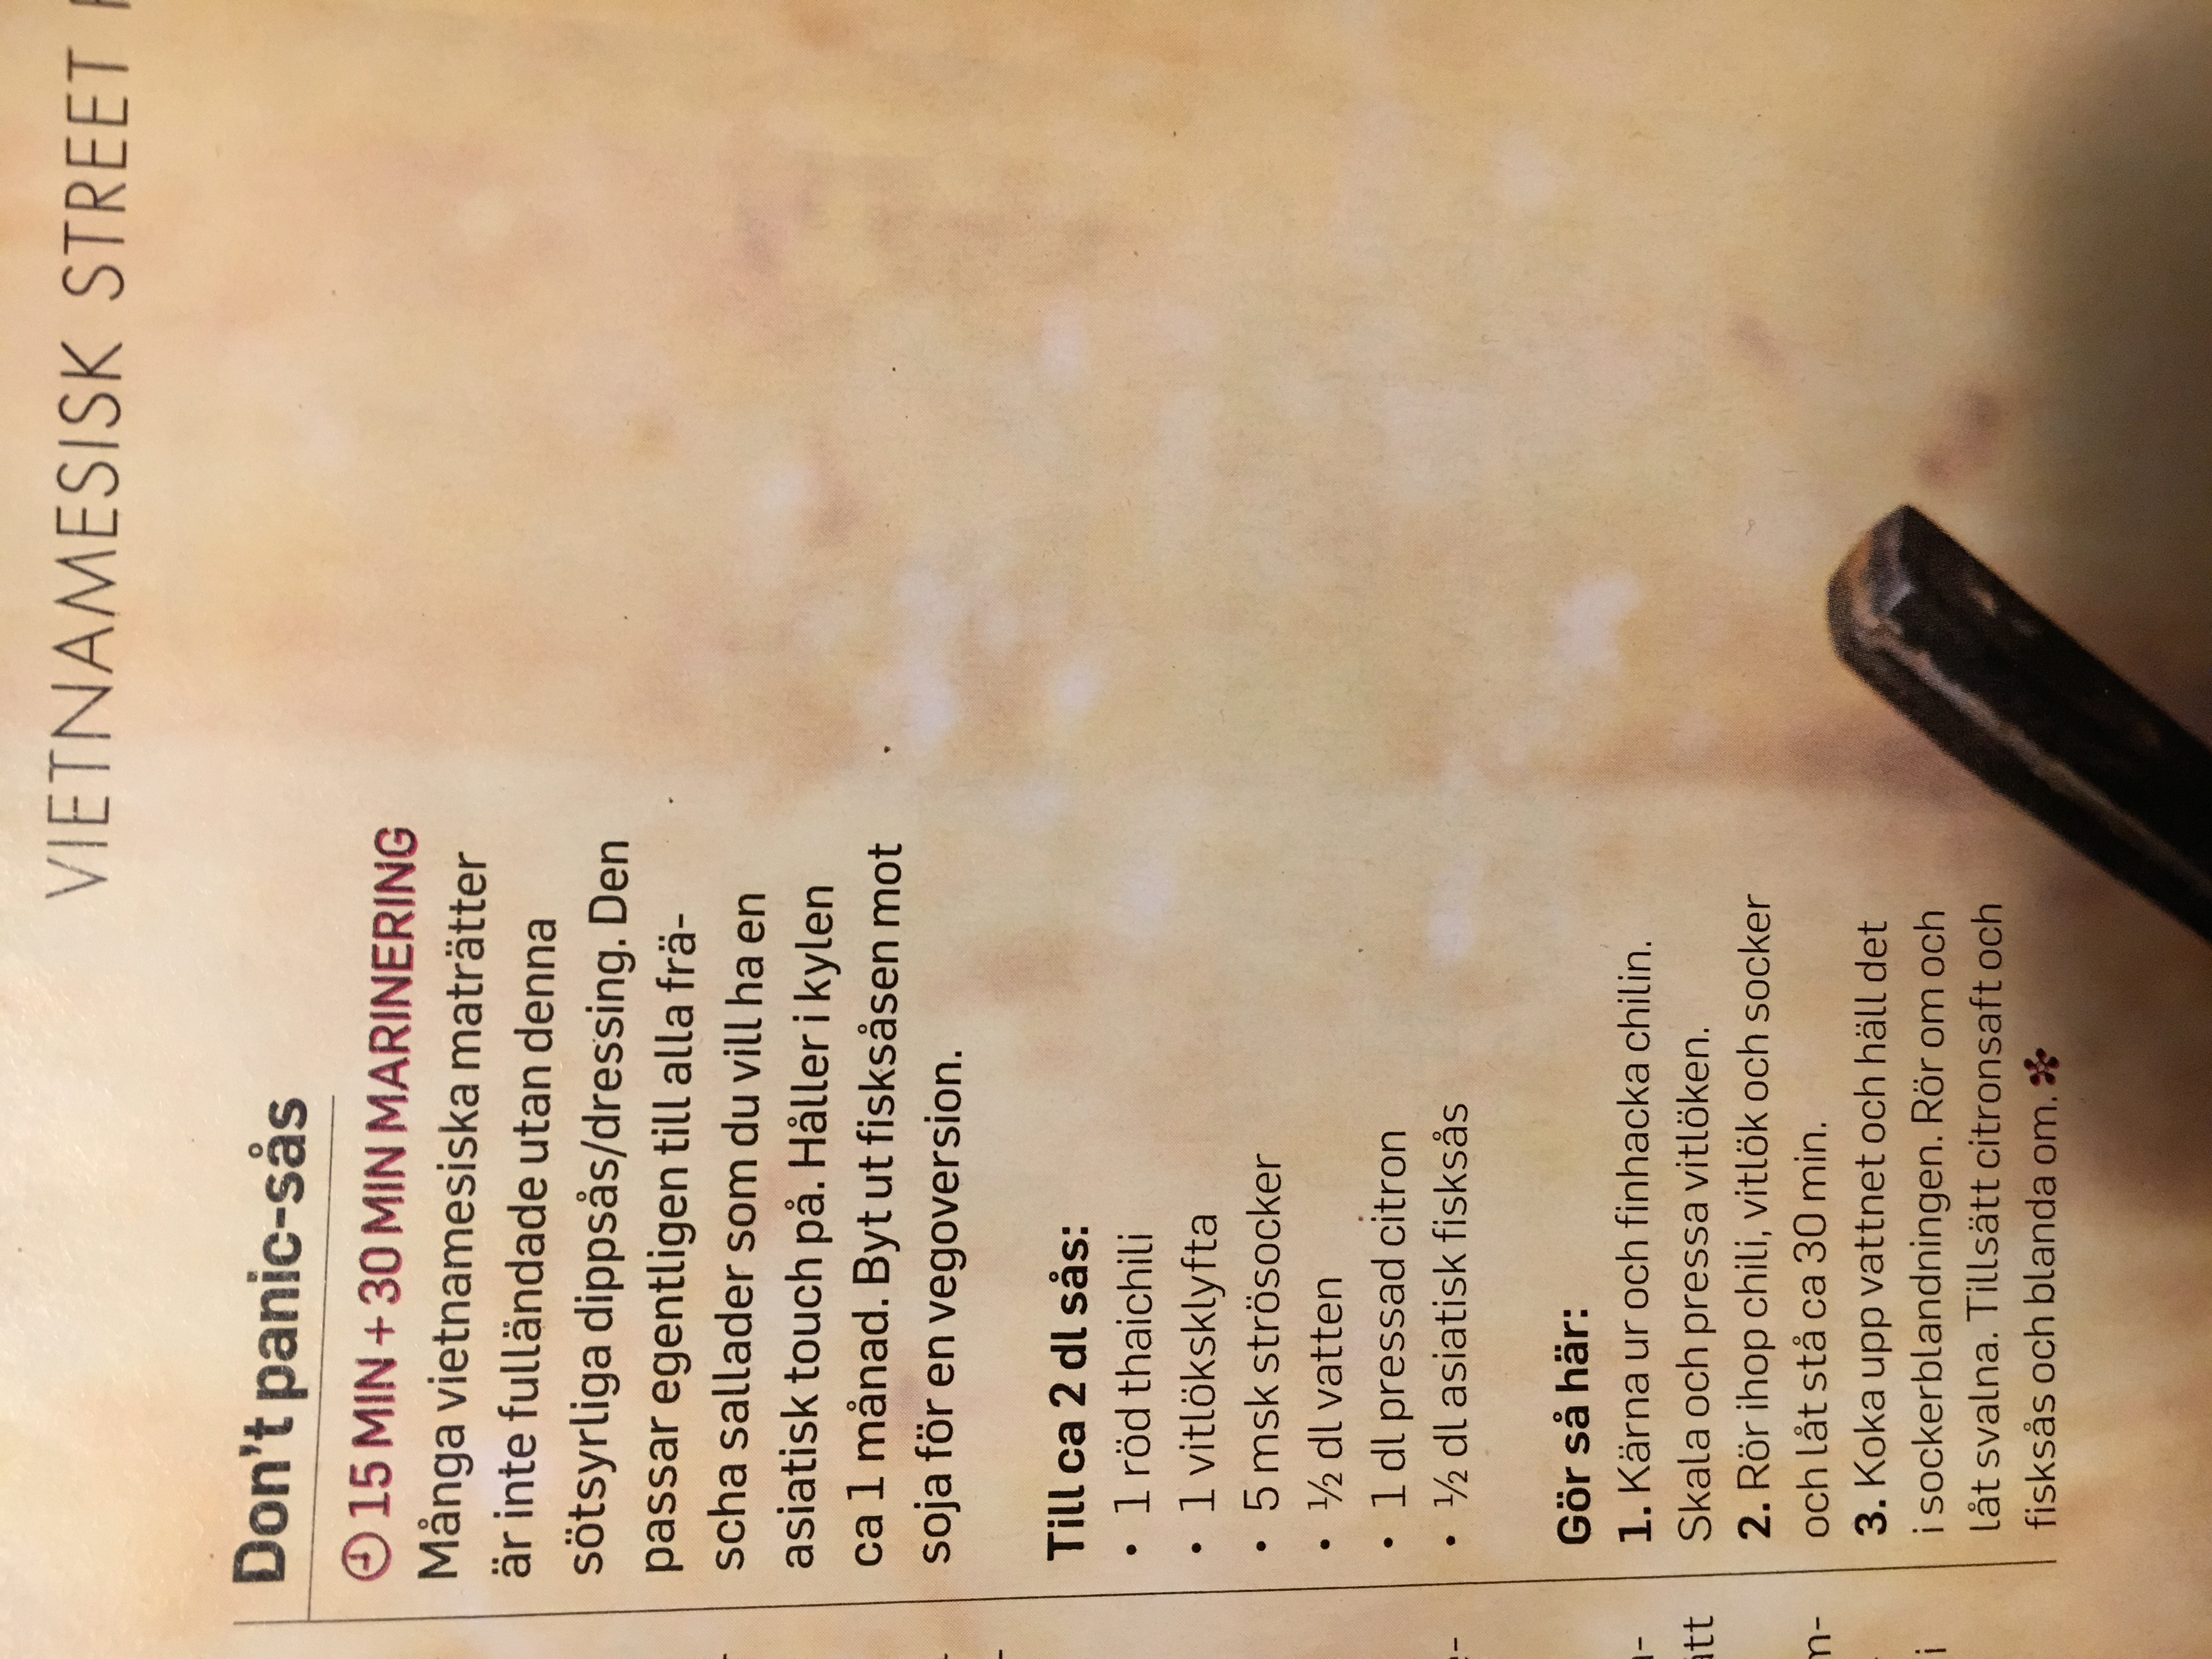 VIETNAMESISK STREET
Don't panic-sås
15 MIN + 30 MIN MARINERING
Många vietnamesiska maträtter
är inte fulländade utan denna
sötsyrliga dippsås/dressing. Den
passar egentligen till alla frä-
scha sallader som du vill ha en
asiatisk touch på. Håller i kylen
ca 1 månad. Byt ut fisksåsen mot
soja för en vegoversion.
Till ca 2 dl sås:
• 1 röd thaichili
• 1 vitlöksklyfta
• 5 msk strösocker
• ½ dl vatten
• 1 dl pressad citron
• ½ dl asiatisk fisksås
Gör så här:
1. Kärna ur och finhacka chilin.
Skala och pressa vitlöken.
2. Rör ihop chili, vitlök och socker
och låt stå ca 30 min.
3. Koka upp vattnet och häll det
i sockerblandningen. Rör om och
låt svalna. Tillsätt citronsaft och
fisksås och blanda om.